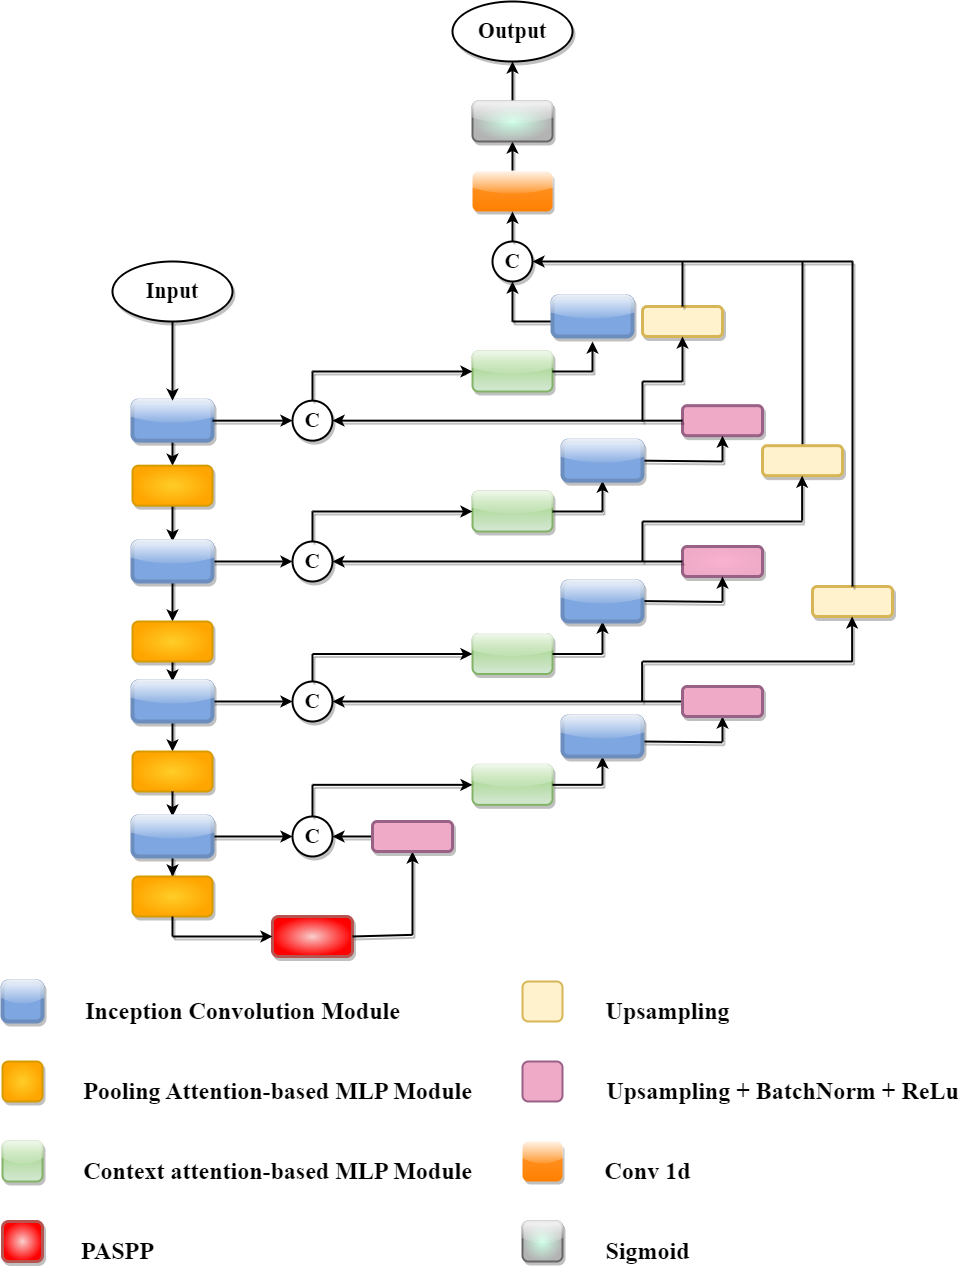 Output
C
Input
C
C
C
C
Inception Convolution Module
Upsampling
Pooling Attention-based MLP Module
Upsampling + BatchNorm + ReLu
Context attention-based MLP Module
Conv 1d
PASPP
Sigmoid